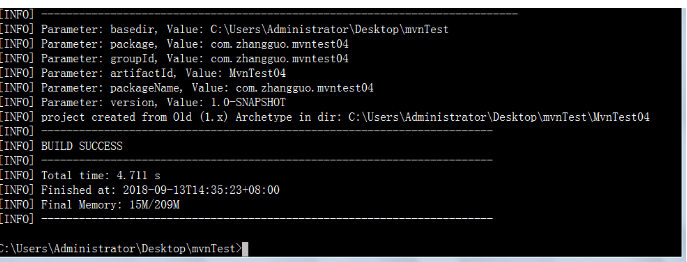 [INFO] ---------------------------------------------------------------------------
[INFO] Parameter: basedir, Value: C:\Users\Administrator\Desktop\mvnTest
[INFO] Parameter: package, Value: com.zhangguo.mvntest04
[INFO] Parameter: groupId, Value: com.zhangguo.mvntest04
[INFO] Parameter: artifactId, Value: MvnTest04
[INFO] Parameter: packageName, Value: com.zhangguo.mvntest04
[INFO] Parameter: version, Value: 1.0-SNAPSHOT
[INFO] project created from Old (1.x) Archetype in dir: C:\Users\Administrator\Desktop\mvnTest\MvnTest04
[INFO] ------------------------------------------------------------------------
[INFO] BUILD SUCCESS
[INFO] ------------------------------------------------------------------------
[INFO] Total time: 4.711 s
[INFO] Finished at: 2018-09-13T14:35:23+08:00
[INFO] Final Memory: 15M/209M
[INFO] ------------------------------------------------------------------------
C:\Users\Administrator\Desktop\mvnTest>